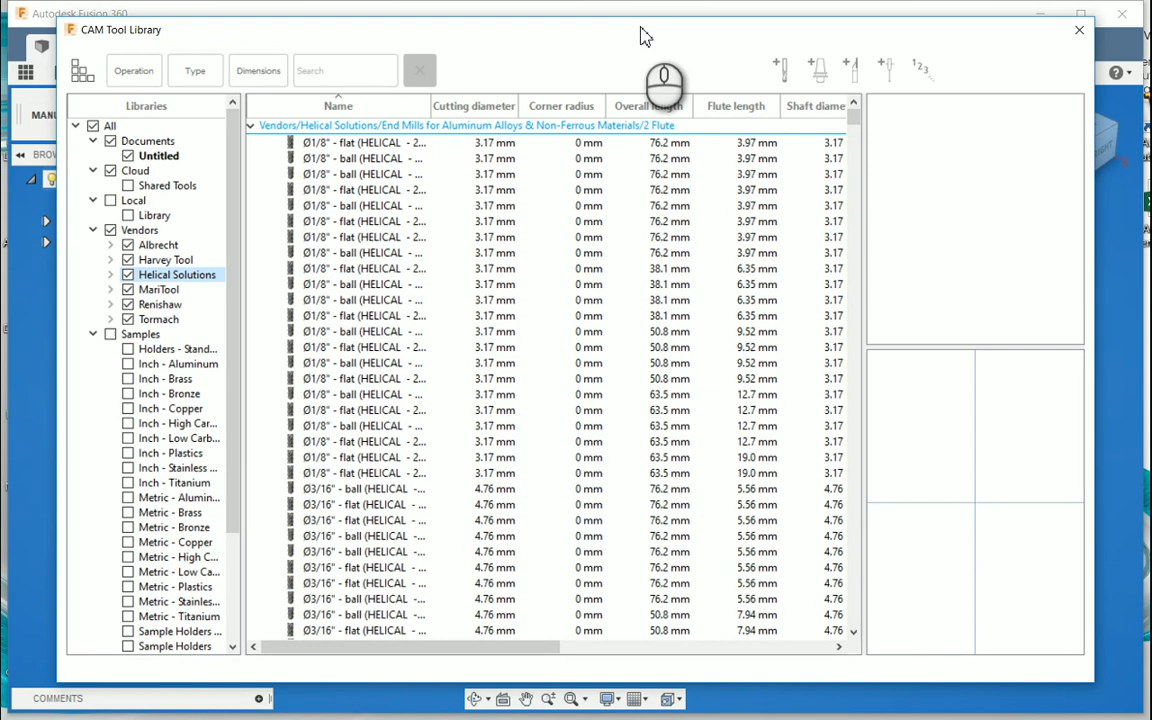 Autodesk Fusion 360
CAM Tool Library
Operation Type Dimensions Search
MANU
BROW
Libraries
All
Documents
Untitled
Cloud
Shared Tools
Local
Library
Vendors
Albrecht
Harvey Tool
Helical Solutions
MariTool
Renishaw
Tormach
Samples
Holders - Stand...
Inch - Aluminum
Inch - Brass
Inch - Bronze
Inch - Copper
Inch - High Car...
Inch - Low Carb...
Inch - Plastics
Inch - Stainless ...
Inch - Titanium
Metric - Alumin...
Metric - Brass
Metric - Bronze
Metric - Copper
Metric - High C...
Metric - Low Ca...
Metric - Plastics
Metric - Stainles...
Metric - Titanium
Sample Holders ...
Sample Holders
Name Cutting diameter Corner radius Overall length Flute length Shaft diame
Vendors/Helical Solutions/End Mills for Aluminum Alloys & Non-Ferrous Materials/2 Flute
Ø1/8" - flat (HELICAL - 2... 3.17 mm 0 mm 76.2 mm 3.97 mm 3.17
Ø1/8" - ball (HELICAL - ... 3.17 mm 0 mm 76.2 mm 3.97 mm 3.17
Ø1/8" - ball (HELICAL - ... 3.17 mm 0 mm 76.2 mm 3.97 mm 3.17
Ø1/8" - flat (HELICAL - 2... 3.17 mm 0 mm 76.2 mm 3.97 mm 3.17
Ø1/8" - ball (HELICAL - ... 3.17 mm 0 mm 76.2 mm 3.97 mm 3.17
Ø1/8" - flat (HELICAL - 2... 3.17 mm 0 mm 76.2 mm 3.97 mm 3.17
Ø1/8" - flat (HELICAL - 2... 3.17 mm 0 mm 76.2 mm 3.97 mm 3.17
Ø1/8" - ball (HELICAL - ... 3.17 mm 0 mm 76.2 mm 3.97 mm 3.17
Ø1/8" - flat (HELICAL - 2... 3.17 mm 0 mm 38.1 mm 6.35 mm 3.17
Ø1/8" - ball (HELICAL - ... 3.17 mm 0 mm 38.1 mm 6.35 mm 3.17
Ø1/8" - ball (HELICAL - ... 3.17 mm 0 mm 38.1 mm 6.35 mm 3.17
Ø1/8" - flat (HELICAL - 2... 3.17 mm 0 mm 38.1 mm 6.35 mm 3.17
Ø1/8" - ball (HELICAL - ... 3.17 mm 0 mm 50.8 mm 9.52 mm 3.17
Ø1/8" - flat (HELICAL - 2... 3.17 mm 0 mm 50.8 mm 9.52 mm 3.17
Ø1/8" - ball (HELICAL - ... 3.17 mm 0 mm 50.8 mm 9.52 mm 3.17
Ø1/8" - flat (HELICAL - 2... 3.17 mm 0 mm 50.8 mm 9.52 mm 3.17
Ø1/8" - ball (HELICAL - ... 3.17 mm 0 mm 63.5 mm 12.7 mm 3.17
Ø1/8" - flat (HELICAL - 2... 3.17 mm 0 mm 63.5 mm 12.7 mm 3.17
Ø1/8" - ball (HELICAL - ... 3.17 mm 0 mm 63.5 mm 12.7 mm 3.17
Ø1/8" - flat (HELICAL - 2... 3.17 mm 0 mm 63.5 mm 12.7 mm 3.17
Ø1/8" - flat (HELICAL - 2... 3.17 mm 0 mm 63.5 mm 19.0 mm 3.17
Ø1/8" - flat (HELICAL - 2... 3.17 mm 0 mm 63.5 mm 19.0 mm 3.17
Ø3/16" - ball (HELICAL -... 4.76 mm 0 mm 76.2 mm 5.56 mm 4.76
Ø3/16" - flat (HELICAL - ... 4.76 mm 0 mm 76.2 mm 5.56 mm 4.76
Ø3/16" - flat (HELICAL - ... 4.76 mm 0 mm 76.2 mm 5.56 mm 4.76
Ø3/16" - ball (HELICAL -... 4.76 mm 0 mm 76.2 mm 5.56 mm 4.76
Ø3/16" - flat (HELICAL - ... 4.76 mm 0 mm 76.2 mm 5.56 mm 4.76
Ø3/16" - flat (HELICAL - ... 4.76 mm 0 mm 76.2 mm 5.56 mm 4.76
Ø3/16" - ball (HELICAL -... 4.76 mm 0 mm 76.2 mm 5.56 mm 4.76
Ø3/16" - ball (HELICAL -... 4.76 mm 0 mm 76.2 mm 5.56 mm 4.76
Ø3/16" - ball (HELICAL -... 4.76 mm 0 mm 50.8 mm 7.94 mm 4.76
Ø3/16" - flat (HELICAL - ... 4.76 mm 0 mm 50.8 mm 7.94 mm 4.76
COMMENTS